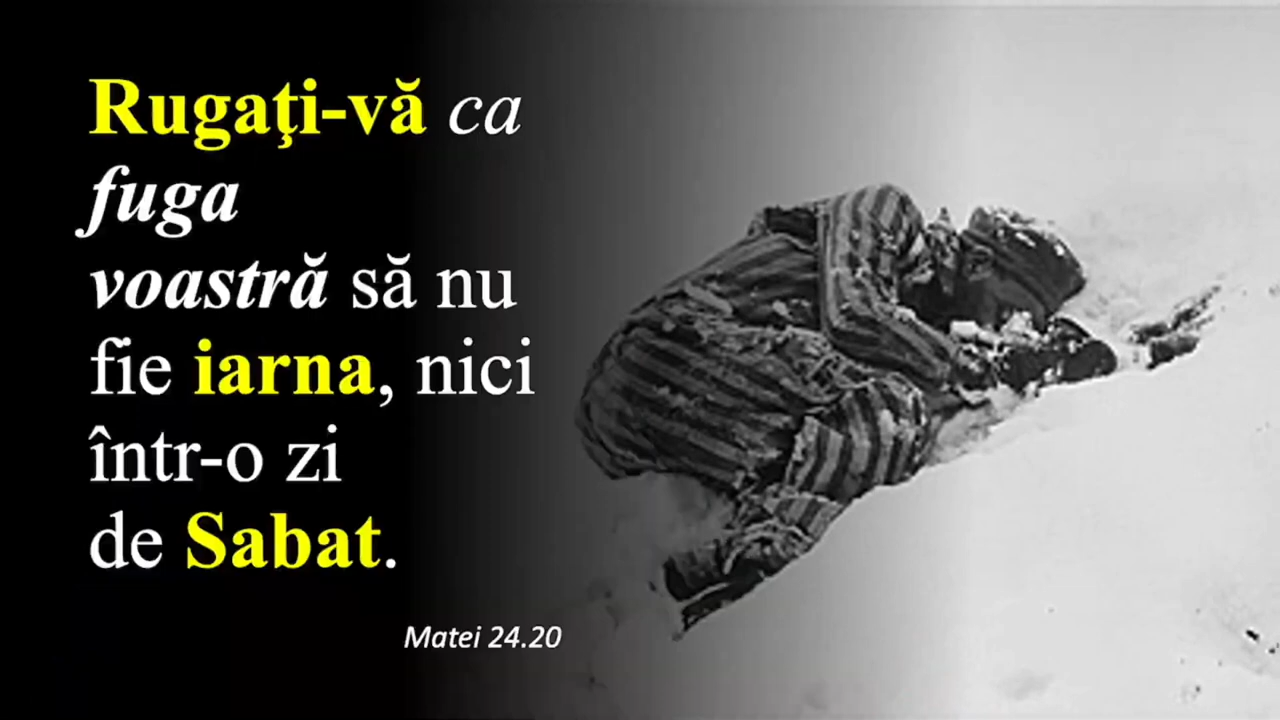 Rugaţi-vă ca
fuga
voastră să nu
fie iarna, nici
într-o zi
de Sabat.
Matei 24.20